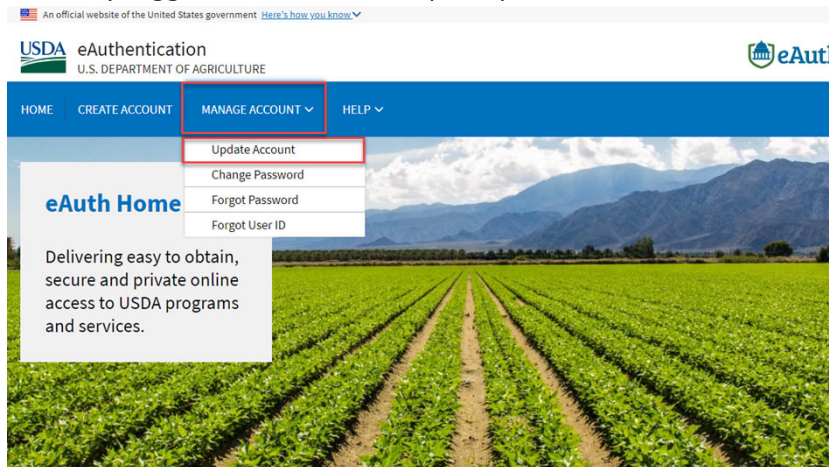 An official website of the United States government Here's how you know
USDA eAuthentication
U.S. DEPARTMENT OF AGRICULTURE
HOME CREATE ACCOUNT MANAGE ACCOUNT HELP
Update Account
Change Password
Forgot Password
Forgot User ID
eAuth Home
Delivering easy to obtain,
secure and private online
access to USDA programs
and services.